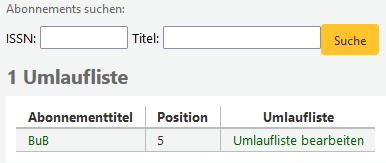 Abonnements suchen:
ISSN: Titel: Suche
1 Umlaufliste
Abonnementtitel Position Umlaufliste
BuB 5 Umlaufliste bearbeiten